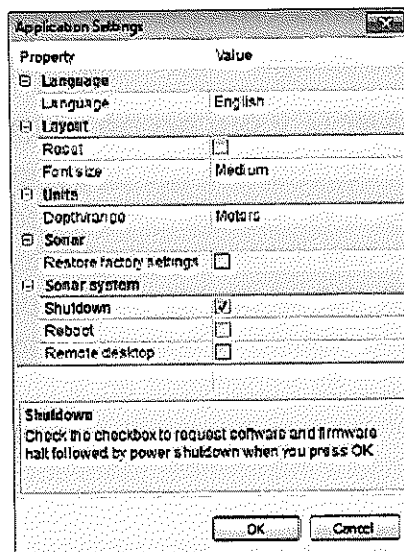 Application Settings
Property Value
Language
Language English
Layout
Reset
Font size Medium
Units
Depth/range Meters
Sonar
Restore factory settings
Sonar system
Shutdown
Reboot
Remote desktop
Shutdown
Check the checkbox to request software and firmware
halt followed by power shutdown when you press OK
OK Cancel